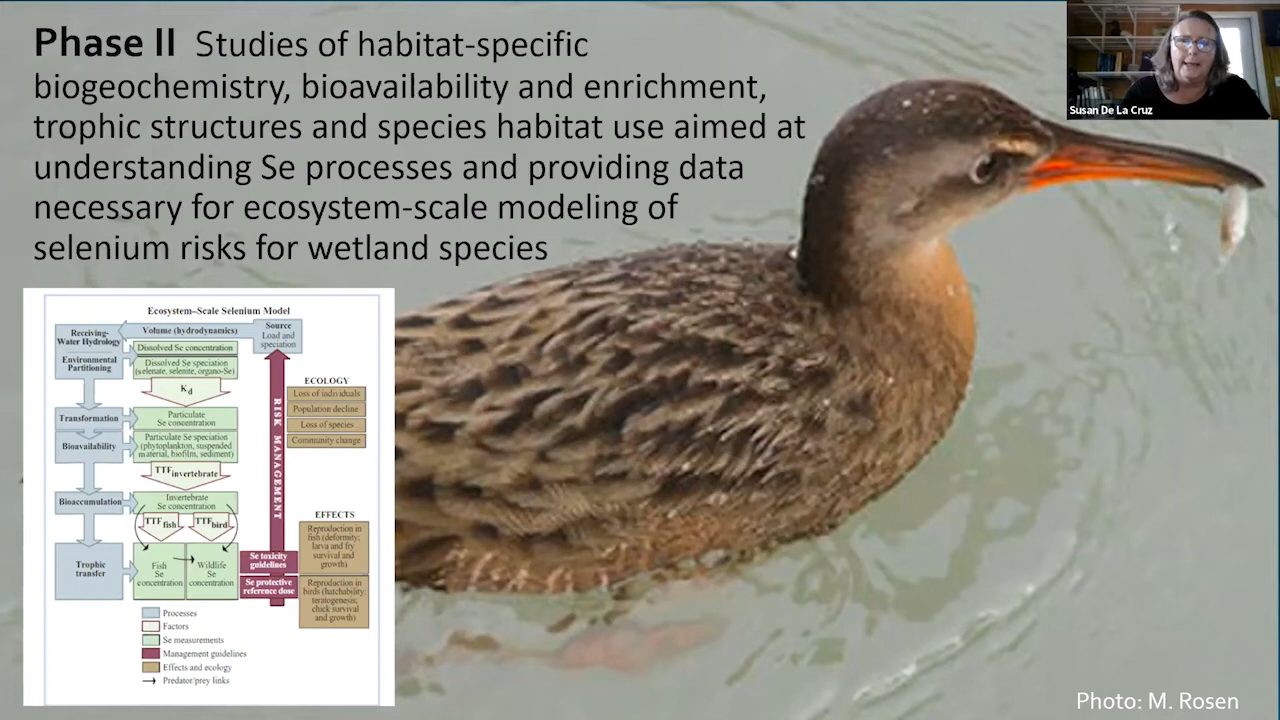 Phase II Studies of habitat-specific
biogeochemistry, bioavailability and enrichment,
trophic structures and species habitat use aimed at
understanding Se processes and providing data
necessary for ecosystem-scale modeling of
selenium risks for wetland species
Susan De La Cruz
Ecosystem–Scale Selenium Model
Receiving-
Water Hydrology
Volume (hydrodynamics)
Source
Load and
speciation
Environmental
Partitioning
Dissolved Se concentration
Dissolved Se speciation
(selenate, selenite, organo-Se)
Kd
Transformation
Particulate
Se concentration
Bioavailability
Particulate Se speciation
(phytoplankton, suspended
material, biofilm, sediment)
TTFinvertebrate
Bioaccumulation
Invertebrate
Se concentration
TTFfish
TTFbird
Trophic
transfer
Fish
Se
concentration
Wildlife
Se
concentration
RISK MANAGEMENT
Se toxicity
guidelines
Se protective
reference dose
ECOLOGY
Loss of individuals
Population decline
Loss of species
Community change
EFFECTS
Reproduction in
fish (deformity;
larva and fry
survival and
growth)
Reproduction in
birds (hatchability;
teratogenesis;
chick survival
and growth)
Processes
Factors
Se measurements
Management guidelines
Effects and ecology
Predator/prey links
Photo: M. Rosen